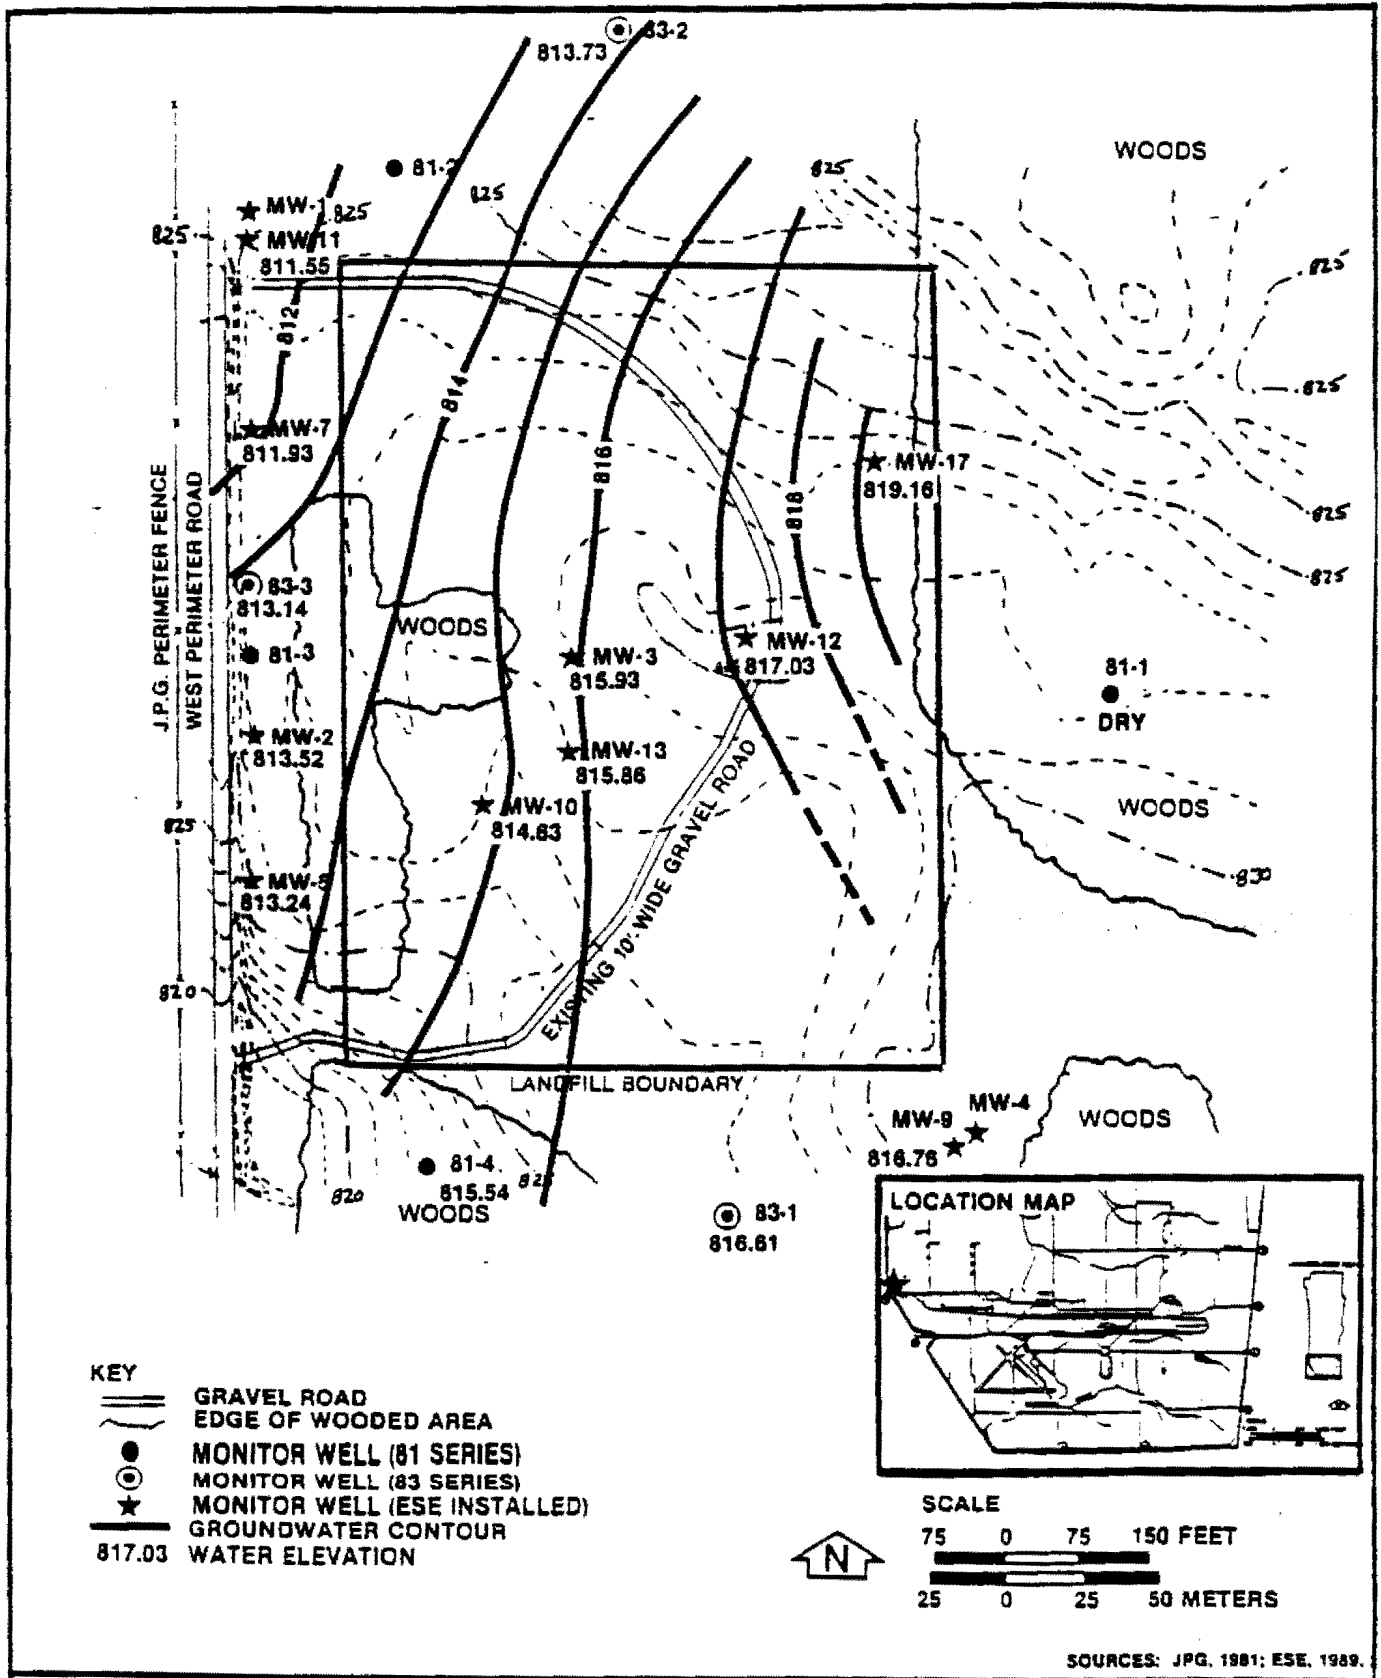 83-2
813.73
WOODS
81-2
825
825
MW-1
825
825
MW-11
811.55
825
812
825
814
MW-7
811.93
816
MW-17
819.16
818
825
J.P.G. PERIMETER FENCE
WEST PERIMETER ROAD
825
83-3
813.14
WOODS
81-3
MW-3
815.93
MW-12
817.03
81-1
DRY
MW-2
813.52
MW-13
815.86
WOODS
MW-10
814.63
825
EXISTING 10'-WIDE GRAVEL ROAD
830
813.24
820
LANDFILL BOUNDARY
MW-9
MW-4
WOODS
816.76
81-4
815.54
820
WOODS
83-1
816.61
LOCATION MAP
KEY
GRAVEL ROAD
EDGE OF WOODED AREA
MONITOR WELL (81 SERIES)
MONITOR WELL (83 SERIES)
MONITOR WELL (ESE INSTALLED)
GROUNDWATER CONTOUR
817.03 WATER ELEVATION
N
SCALE
75 0 75 150 FEET
25 0 25 50 METERS
SOURCES: JPG, 1981; ESE, 1989.